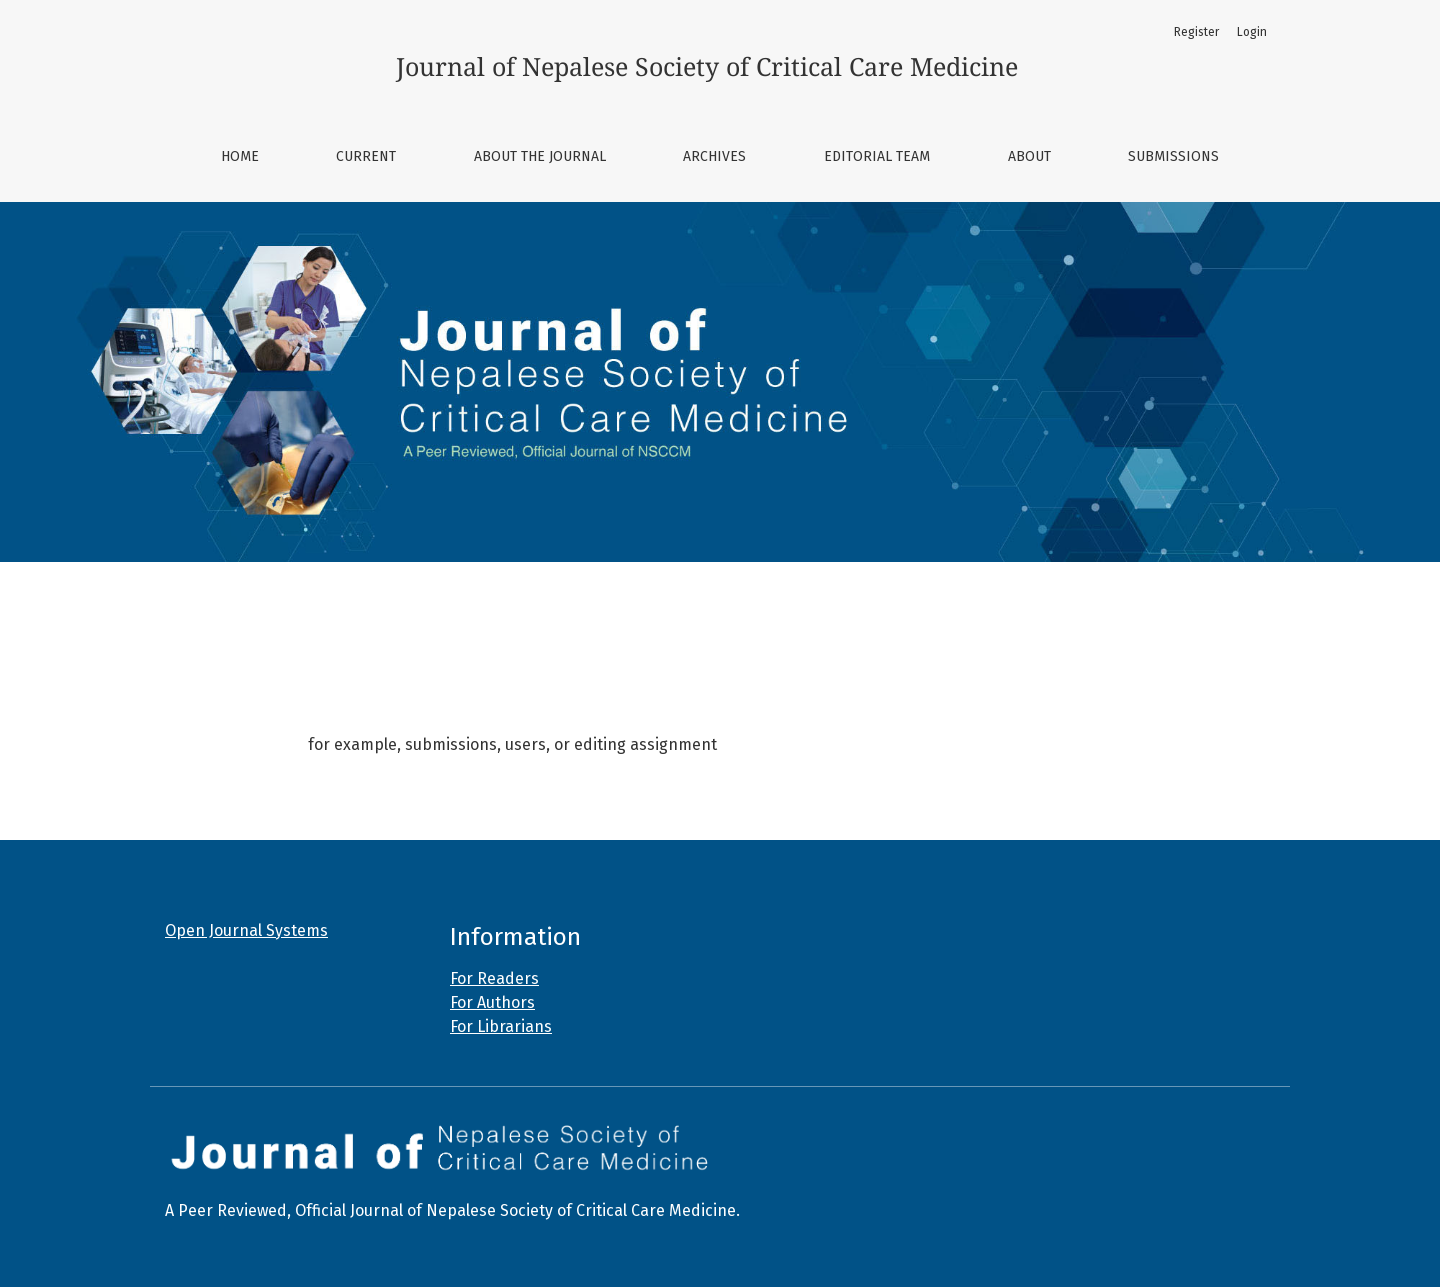 Register Login
Journal of Nepalese Society of Critical Care Medicine
HOME CURRENT ABOUT THE JOURNAL ARCHIVES EDITORIAL TEAM ABOUT SUBMISSIONS
Journal of
Nepalese Society of
Critical Care Medicine
A Peer Reviewed, Official Journal of NSCCM
for example, submissions, users, or editing assignment
Open Journal Systems
Information
For Readers
For Authors
For Librarians
Journal of Nepalese Society of
Critical Care Medicine
A Peer Reviewed, Official Journal of Nepalese Society of Critical Care Medicine.